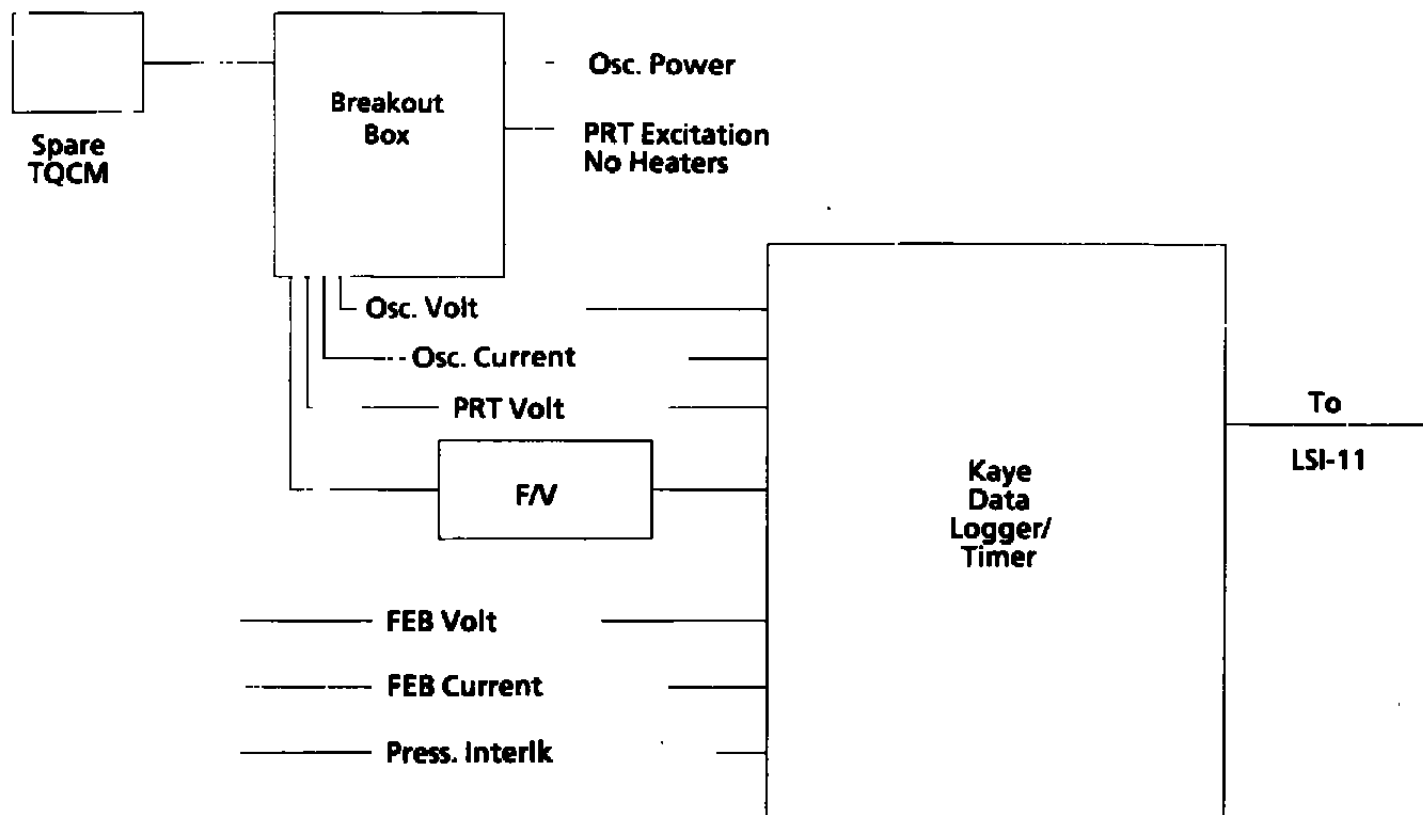 Spare
TQCM
Breakout
Box
Osc. Power
PRT Excitation
No Heaters
Osc. Volt
Osc. Current
PRT Volt
F/V
FEB Volt
FEB Current
Press. Interlk
Kaye
Data
Logger/
Timer
To
LSI-11